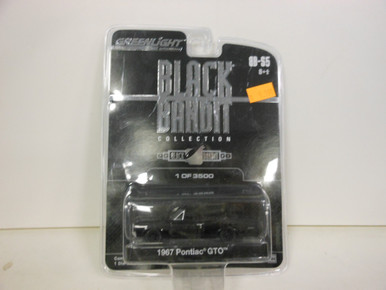 GREENLIGHT
BLACK
BANDIT
COLLECTION
1 OF 3500
1967 Pontiac® GTO™